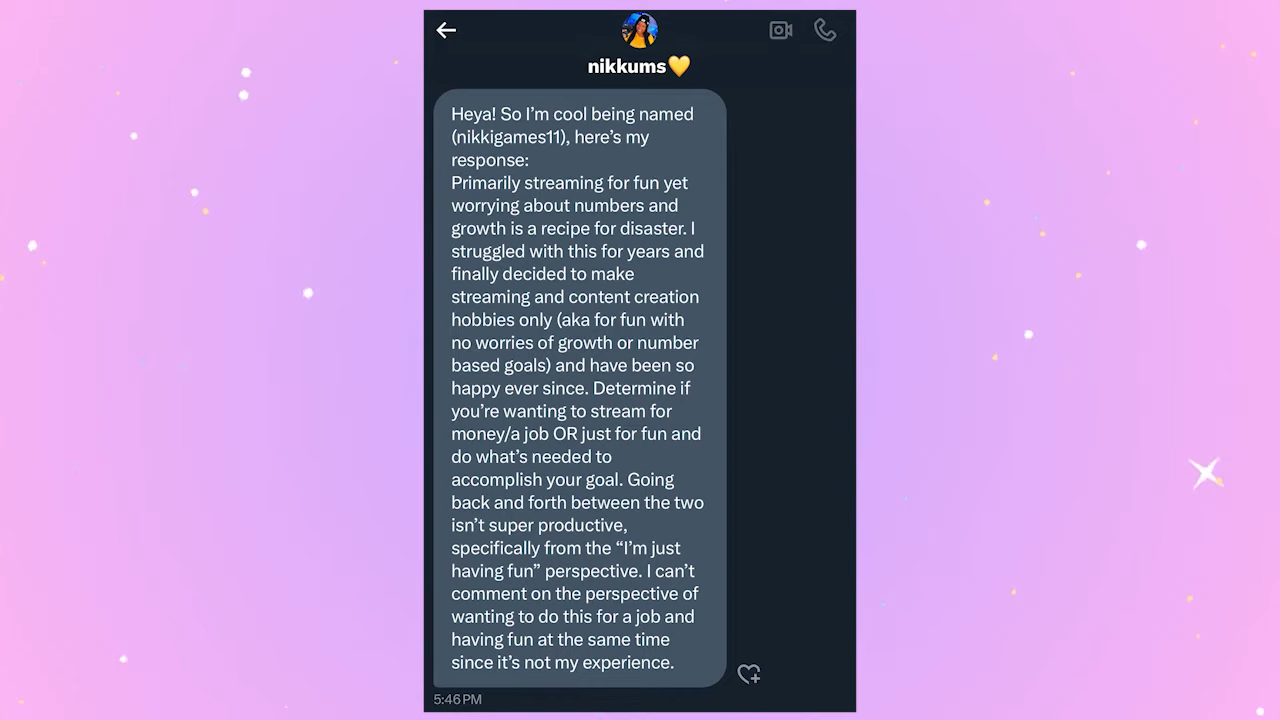 nikkums💛
Heya! So I’m cool being named
(nikkigames11), here’s my
response:
Primarily streaming for fun yet
worrying about numbers and
growth is a recipe for disaster. I
struggled with this for years and
finally decided to make
streaming and content creation
hobbies only (aka for fun with
no worries of growth or number
based goals) and have been so
happy ever since. Determine if
you’re wanting to stream for
money/a job OR just for fun and
do what’s needed to
accomplish your goal. Going
back and forth between the two
isn’t super productive,
specifically from the “I’m just
having fun” perspective. I can’t
comment on the perspective of
wanting to do this for a job and
having fun at the same time
since it’s not my experience.
5:46 PM